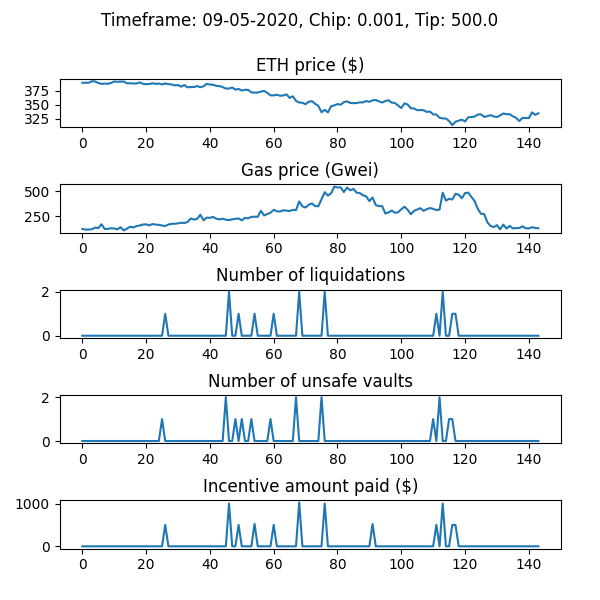 Timeframe: 09-05-2020, Chip: 0.001, Tip: 500.0
ETH price ($)
375
350
325
0 20 40 60 80 100 120 140
Gas price (Gwei)
500
250
0 20 40 60 80 100 120 140
Number of liquidations
2
0
0 20 40 60 80 100 120 140
Number of unsafe vaults
2
0
0 20 40 60 80 100 120 140
Incentive amount paid ($)
1000
0
0 20 40 60 80 100 120 140